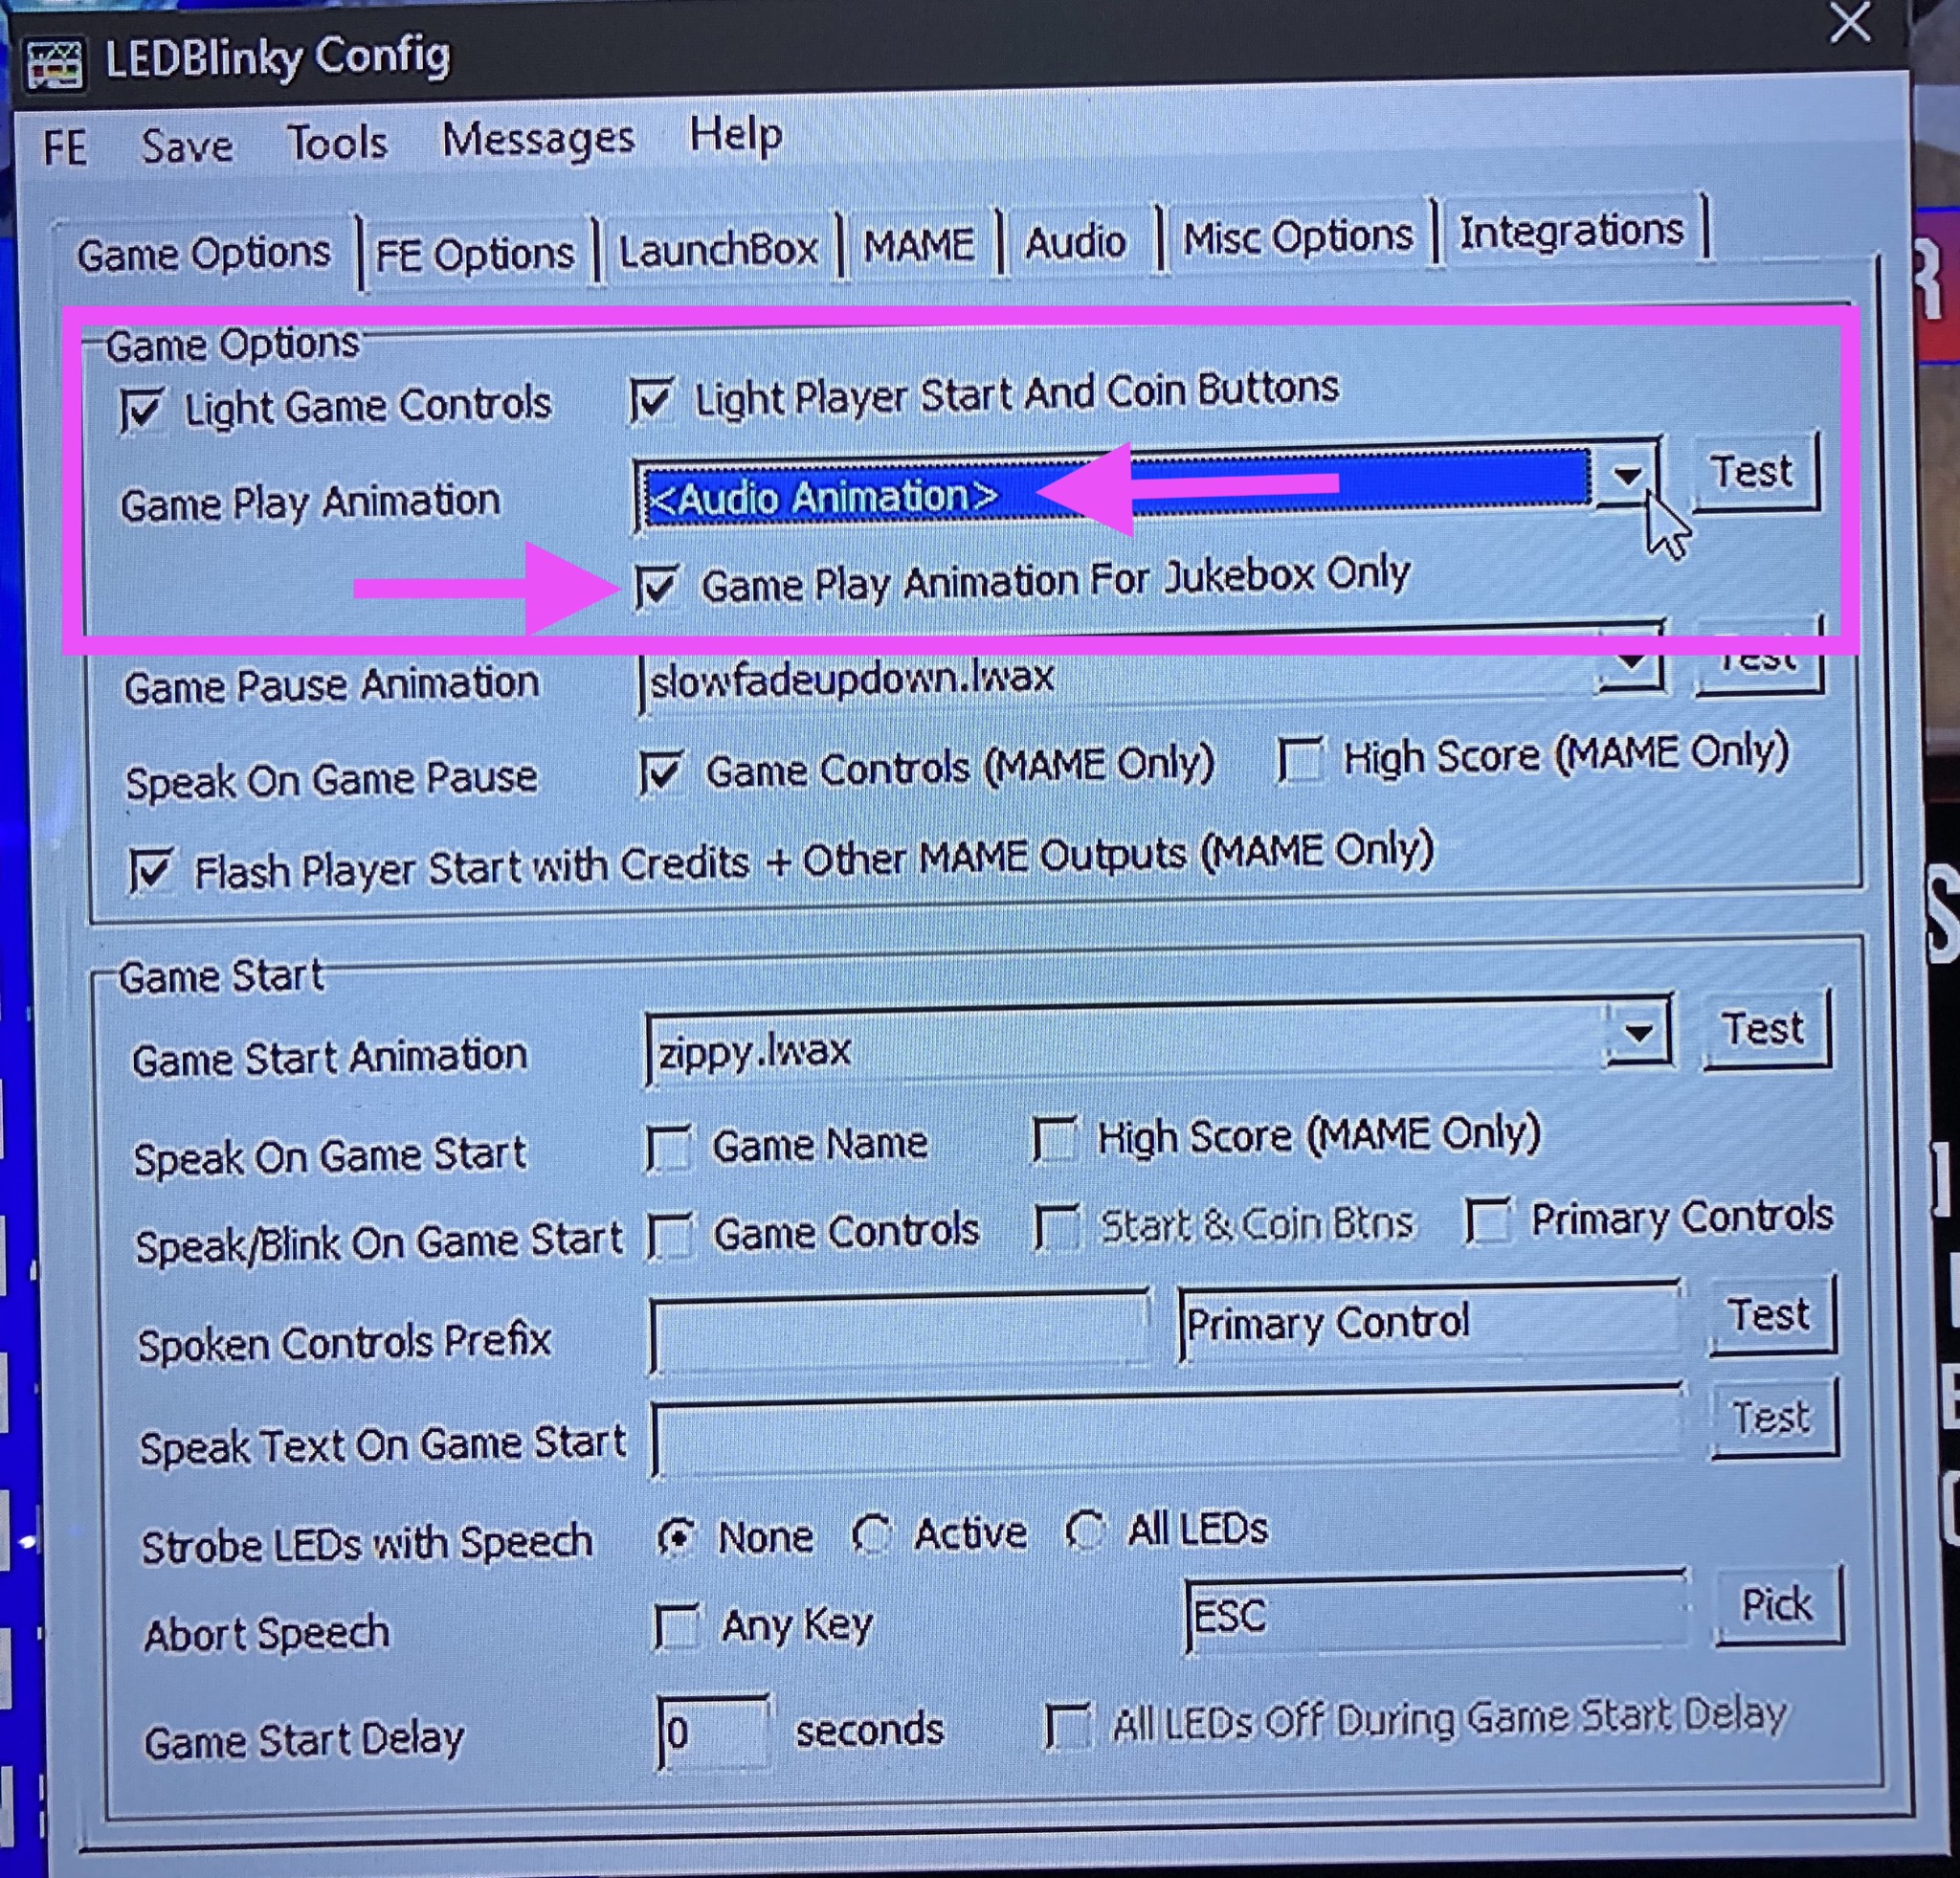 LEDBlinky Config
FE Save Tools Messages Help
Game Options FE Options LaunchBox MAME Audio Misc Options Integrations
Game Options
Light Game Controls Light Player Start And Coin Buttons
Game Play Animation <Audio Animation> Test
Game Play Animation For Jukebox Only
Game Pause Animation slowfadeupdown.lwax Test
Speak On Game Pause Game Controls (MAME Only) High Score (MAME Only)
Flash Player Start with Credits + Other MAME Outputs (MAME Only)
Game Start
Game Start Animation zippy.lwax Test
Speak On Game Start Game Name High Score (MAME Only)
Speak/Blink On Game Start Game Controls Start & Coin Btns Primary Controls
Spoken Controls Prefix Primary Control Test
Speak Text On Game Start Test
Strobe LEDs with Speech None Active All LEDs
Abort Speech Any Key ESC Pick
Game Start Delay 0 seconds All LEDs Off During Game Start Delay